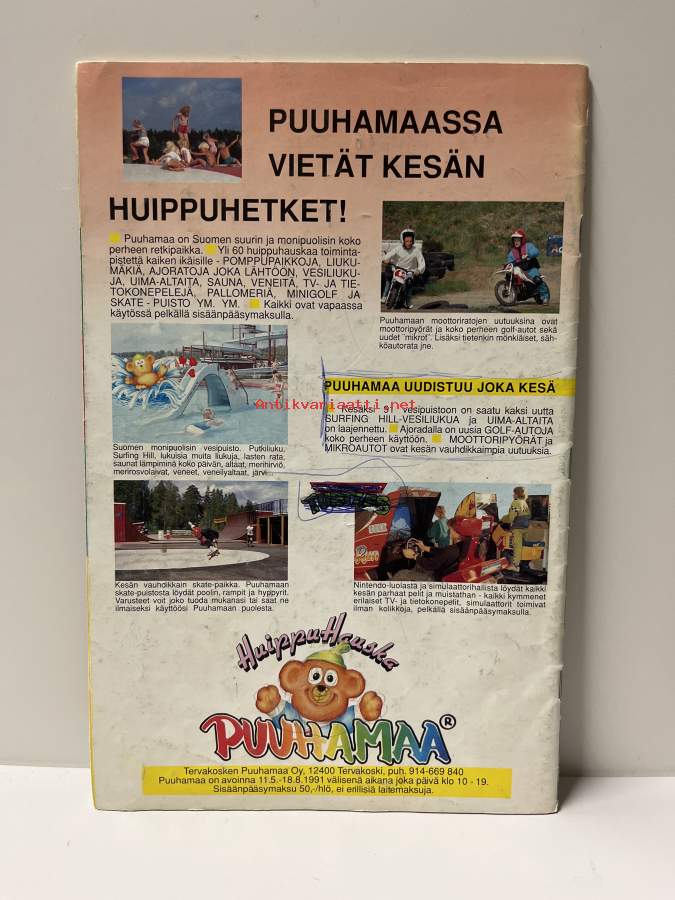 PUUHAMAASSA
VIETÄT KESÄN
HUIPPUHETKET!
Puuhamaa on Suomen suurin ja monipuolisin koko
perheen retkipaikka. Yli 60 huippuhauskaa toiminta-
pistettä kaiken ikäisille - POMPPUPAIKKOJA, LIUKU-
MÄKIÄ, AJORATOJA JOKA LÄHTÖÖN, VESILIUKU-
JA, UIMA-ALTAITA, SAUNA, VENEITÄ, TV- JA TIE-
TOKONEPELEJÄ, PALLOMERIÄ, MINIGOLF JA
SKATE - PUISTO YM. YM. Kaikki ovat vapaassa
käytössä pelkällä sisäänpääsymaksulla.
Puuhamaan moottoriratojen uutuuksina ovat
moottoripyörät ja koko perheen golf-autot sekä
uudet "mikrot". Lisäksi tietenkin mönkiäiset, säh-
köautorata jne.
PUUHAMAA UUDISTUU JOKA KESÄ
Kesäksi 91 vesipuistoon on saatu kaksi uutta
SURFING HILL-VESILIUKUA ja UIMA-ALTAITA
on laajennettu. Ajoradalla on uusia GOLF-AUTOJA
koko perheen käyttöön. MOOTTORIPYÖRÄT ja
MIKROAUTOT ovat kesän vauhdikkaimpia uutuuksia.
Antikvariaatti.net
Suomen monipuolisin vesipuisto. Putkiliuku,
Surfing Hill, lukuisia muita liukuja, lasten rata,
saunat lämpiminä koko päivän, altaat, merihirviö,
merirosvolaivat, veneet, veneilyaltaat, järvi...
Kesän vauhdikkain skate-paikka. Puuhamaan
skate-puistosta löydät poolin, rampit ja hyppyrit.
Varusteet voit joko tuoda mukanasi tai saat ne
ilmaiseksi käyttöösi Puuhamaan puolesta.
Nintendo-luolasta ja simulaattorihallista löydät kaikki
kesän parhaat pelit ja muistathan - kaikki kymmenet
erilaiset TV- ja tietokonepelit, simulaattorit toimivat
ilman kolikkoja, pelkällä sisäänpääsymaksulla.
HuippuHauska
PUUHAMAA®
Tervakosken Puuhamaa Oy, 12400 Tervakoski, puh. 914-669 840
Puuhamaa on avoinna 11.5.-18.8.1991 välisenä aikana joka päivä klo 10 - 19.
Sisäänpääsymaksu 50,-/hlö, ei erillisiä laitemaksuja.